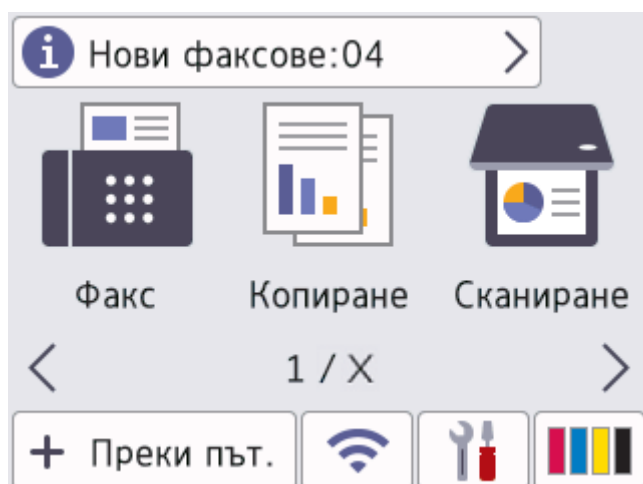 Нови факсове:04
Факс Копиране Сканиране
1 / X
+ Преки път.